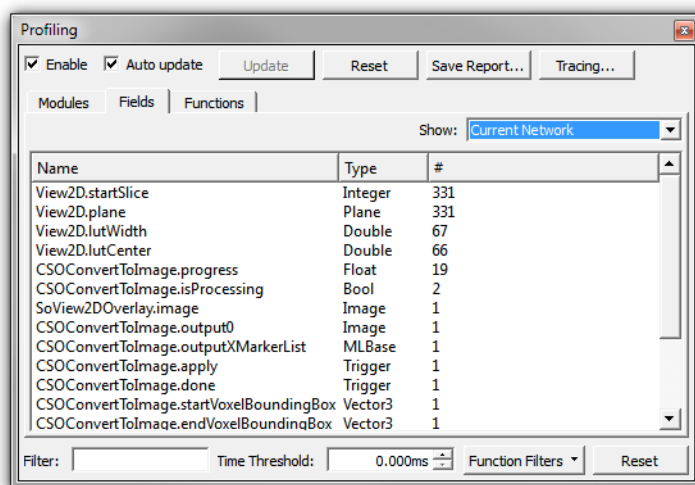 Profiling
Enable Auto update Update Reset Save Report... Tracing...
Modules Fields Functions
Show: Current Network
Name Type #
View2D.startSlice Integer 331
View2D.plane Plane 331
View2D.lutWidth Double 67
View2D.lutCenter Double 66
CSOConvertToImage.progress Float 19
CSOConvertToImage.isProcessing Bool 2
SoView2DOverlay.image Image 1
CSOConvertToImage.output0 Image 1
CSOConvertToImage.outputXMarkerList MLBase 1
CSOConvertToImage.apply Trigger 1
CSOConvertToImage.done Trigger 1
CSOConvertToImage.startVoxelBoundingBox Vector3 1
CSOConvertToImage.endVoxelBoundingBox Vector3 1
Filter: Time Threshold: 0.000ms Function Filters Reset